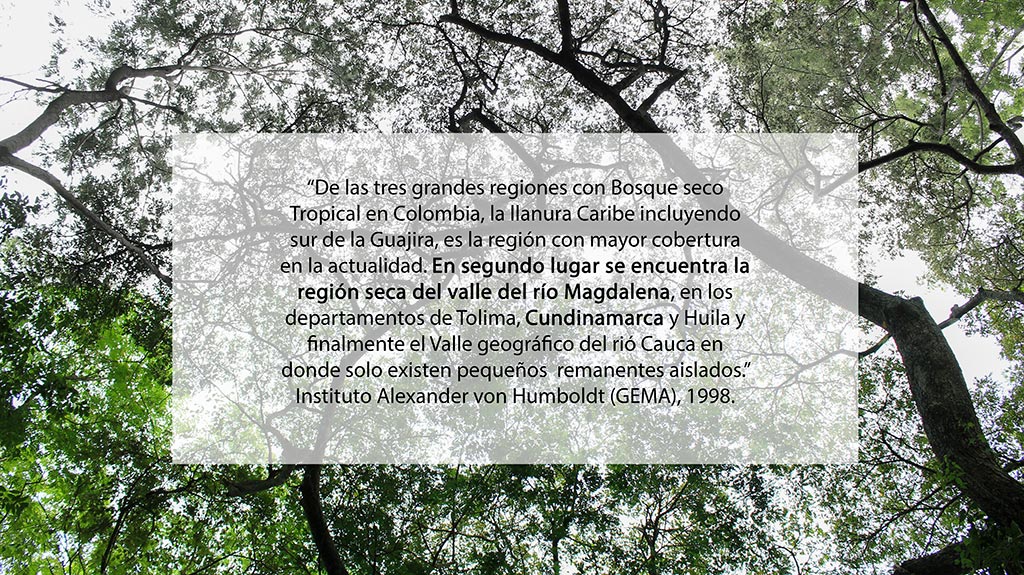 “De las tres grandes regiones con Bosque seco
Tropical en Colombia, la llanura Caribe incluyendo
sur de la Guajira, es la región con mayor cobertura
en la actualidad. En segundo lugar se encuentra la
región seca del valle del río Magdalena, en los
departamentos de Tolima, Cundinamarca y Huila y
finalmente el Valle geográfico del rió Cauca en
donde solo existen pequeños  remanentes aislados.”
Instituto Alexander von Humboldt (GEMA), 1998.